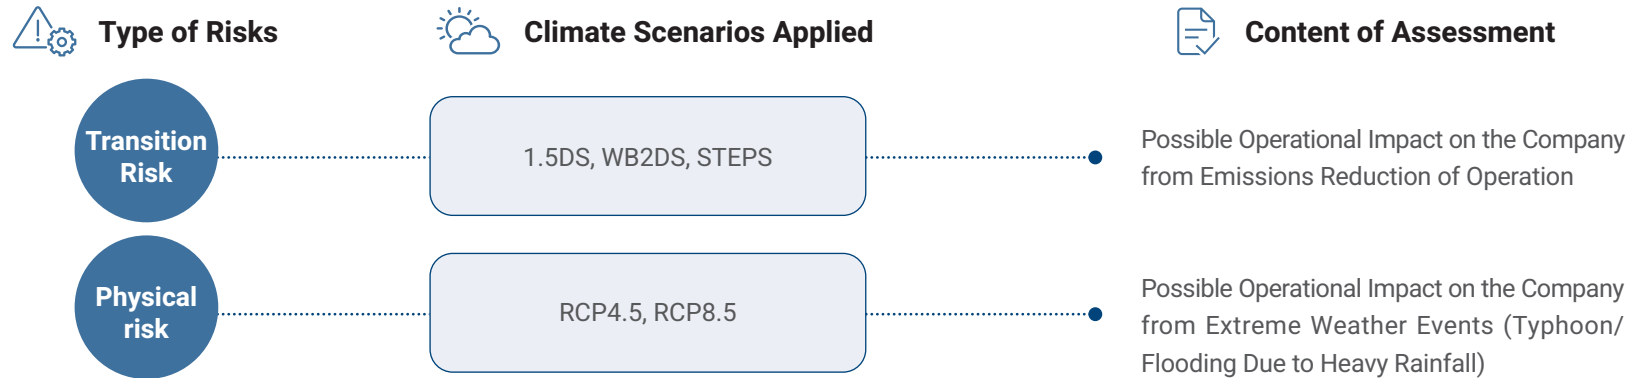 Type of Risks
Climate Scenarios Applied
Content of Assessment
Transition
Risk
1.5DS, WB2DS, STEPS
Possible Operational Impact on the Company
from Emissions Reduction of Operation
Physical
risk
RCP4.5, RCP8.5
Possible Operational Impact on the Company
from Extreme Weather Events (Typhoon/
Flooding Due to Heavy Rainfall)